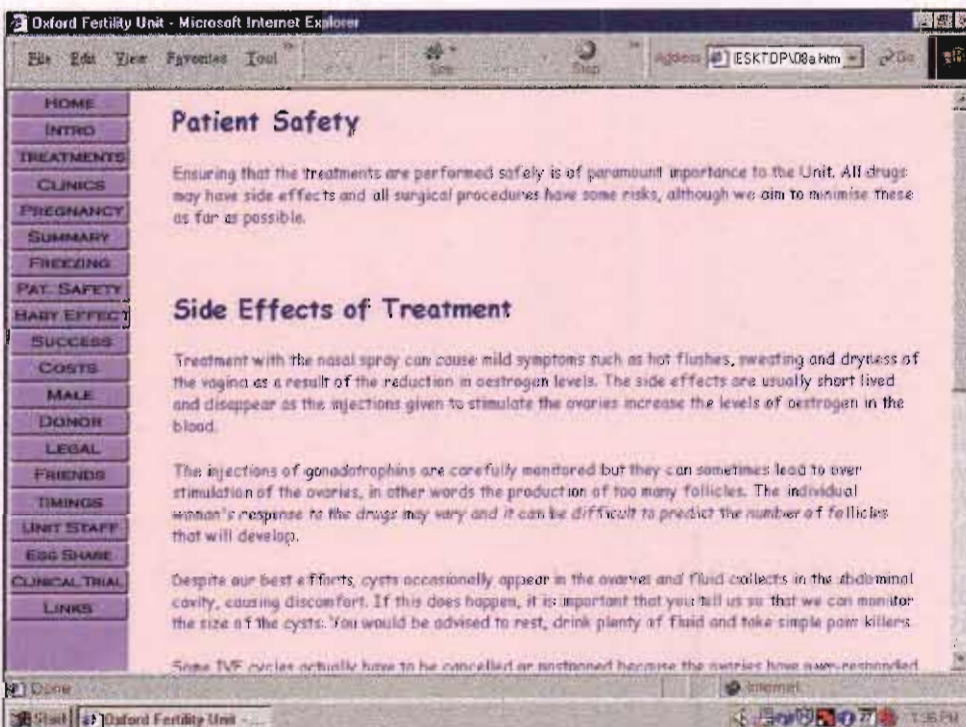 Oxford Fertility Unit - Microsoft Internet Explorer
File Edit View Favorites Tool Stop Address ESKTOP\08a.htm Go
HOME
INTRO
TREATMENTS
CLINICS
PREGNANCY
SUMMARY
FREEZING
PAT. SAFETY
BABY EFFECT
SUCCESS
COSTS
MALE
DONOR
LEGAL
FRIENDS
TIMINGS
UNIT STAFF
EGG SHARE
CLINICAL TRIAL
LINKS
Patient Safety
Ensuring that the treatments are performed safely is of paramount importance to the Unit. All drugs
may have side effects and all surgical procedures have some risks, although we aim to minimise these
as far as possible.
Side Effects of Treatment
Treatment with the nasal spray can cause mild symptoms such as hot flushes, sweating and dryness of
the vagina as a result of the reduction in oestrogen levels. The side effects are usually short lived
and disappear as the injections given to stimulate the ovaries increase the levels of oestrogen in the
blood.
The injections of gonadotrophins are carefully monitored but they can sometimes lead to over
stimulation of the ovaries, in other words the production of too many follicles. The individual
woman's response to the drugs may vary and it can be difficult to predict the number of follicles
that will develop.
Despite our best efforts, cysts occasionally appear in the ovaries and fluid collects in the abdominal
cavity, causing discomfort. If this does happen, it is important that you tell us so that we can monitor
the size of the cysts. You would be advised to rest, drink plenty of fluid and take simple pain killers.
Some IVF cycles actually have to be cancelled or postponed because the ovaries have over-responded
Done Internet
Start Oxford Fertility Unit - ... 1:36 PM